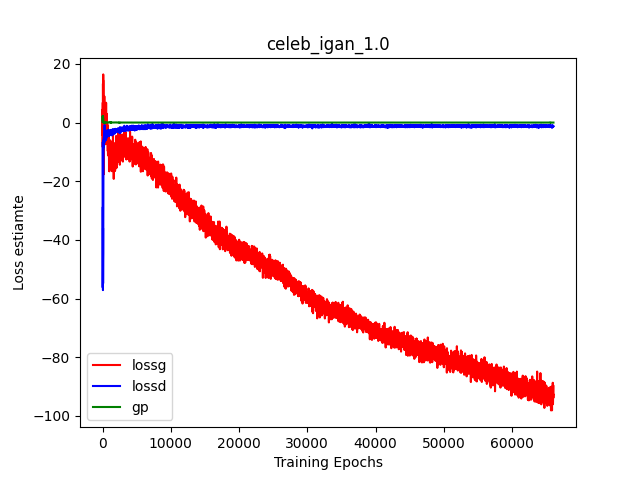 celeb_igan_1.0
Loss estiamte
20
0
−20
−40
−60
−80
−100
lossg
lossd
gp
0 10000 20000 30000 40000 50000 60000
Training Epochs